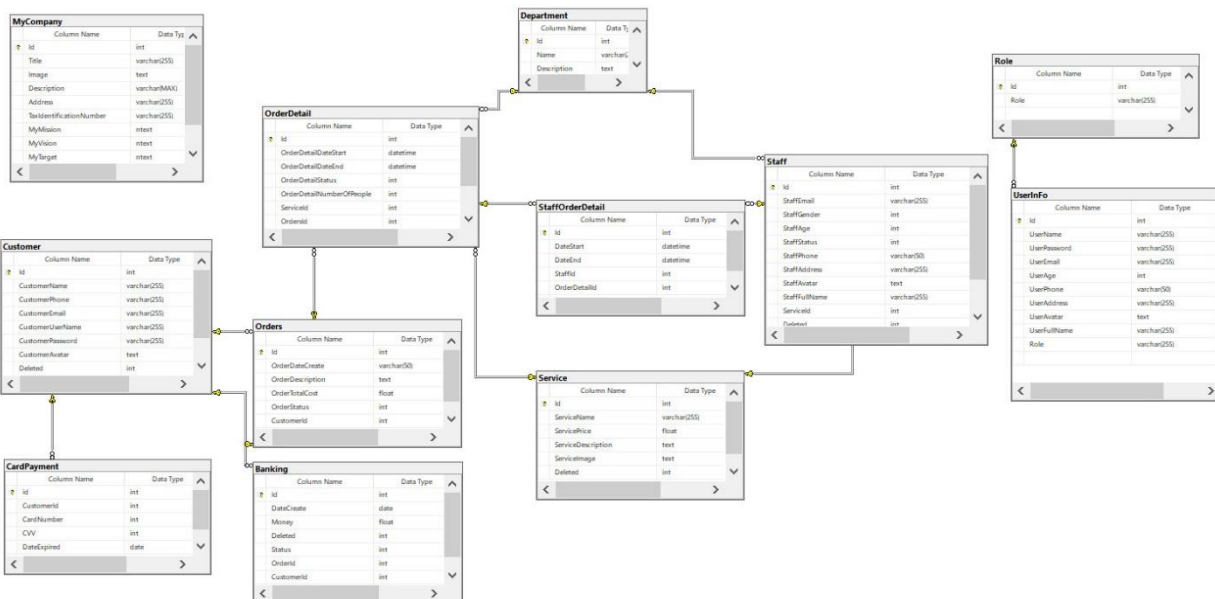 MyCompany
Column Name Data Typ
Id int
Title varchar(255)
Image text
Description varchar(MAX)
Address varchar(255)
TaxIdentificationNumber varchar(255)
MyMission ntext
MyVision ntext
MyTarget ntext
Department
Column Name Data Ty
Id int
Name varchar(2
Description text
Role
Column Name Data Type
Id int
Role varchar(255)
OrderDetail
Column Name Data Type
Id int
OrderDetailDateStart datetime
OrderDetailDateEnd datetime
OrderDetailStatus int
OrderDetailNumberOfPeople int
ServiceId int
OrdersId int
Staff
Column Name Data Type
Id int
StaffEmail varchar(255)
StaffGender int
StaffAge int
StaffStatus int
StaffPhone varchar(50)
StaffAddress varchar(255)
StaffAvatar text
StaffFullName varchar(255)
ServiceId int
Deleted int
UserInFo
Column Name Data Type
Id int
UserName varchar(255)
UserPassword varchar(255)
UserEmail varchar(255)
UserAge int
UserPhone varchar(50)
UserAddress varchar(255)
UserAvatar text
UserFullName varchar(255)
Role varchar(255)
StaffOrderDetail
Column Name Data Type
Id int
DateStart datetime
DateEnd datetime
StaffId int
OrderDetailId int
Customer
Column Name Data Type
Id int
CustomerName varchar(255)
CustomerPhone varchar(255)
CustomerEmail varchar(255)
CustomerUserName varchar(255)
CustomerPassword varchar(255)
CustomerAvatar text
Deleted int
Orders
Column Name Data Type
Id int
OrderDateCreate varchar(50)
OrderDescription text
OrderTotalCost float
OrderStatus int
CustomerId int
Service
Column Name Data Type
Id int
ServiceName varchar(255)
ServicePrice float
ServiceDescription text
ServiceImage text
Deleted int
CardPayment
Column Name Data Type
id int
CustomerId int
CardNumber int
CVV int
DateExpired date
Banking
Column Name Data Type
Id int
DateCreate date
Money float
Deleted int
Status int
OrderId int
CustomerId int